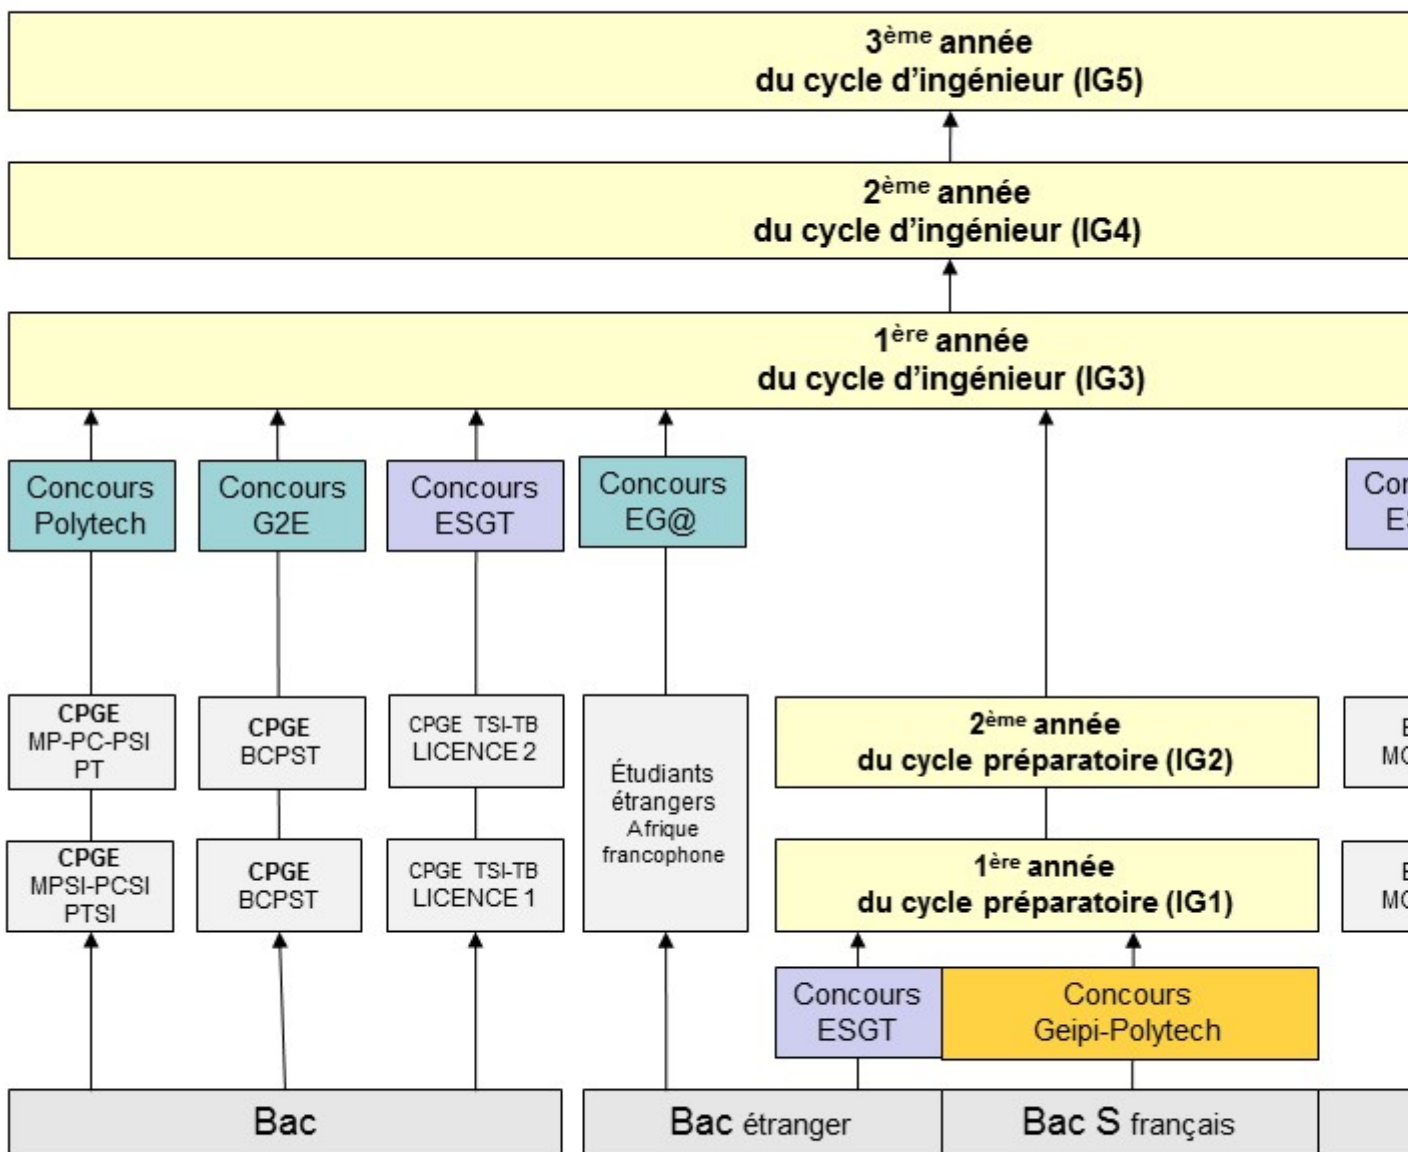 3ème année
du cycle d'ingénieur (IG5)
2ème année
du cycle d'ingénieur (IG4)
1ère année
du cycle d'ingénieur (IG3)
Concours
Polytech
Concours
G2E
Concours
ESGT
Concours
EG@
CPGE
MP-PC-PSI
PT
CPGE
BCPST
CPGE TSI-TB
LICENCE 2
Étudiants
étrangers
Afrique
francophone
2ème année
du cycle préparatoire (IG2)
CPGE
MPSI-PCSI
PTSI
CPGE
BCPST
CPGE TSI-TB
LICENCE 1
1ère année
du cycle préparatoire (IG1)
Concours
ESGT
Concours
Geipi-Polytech
Bac
Bac étranger
Bac S français